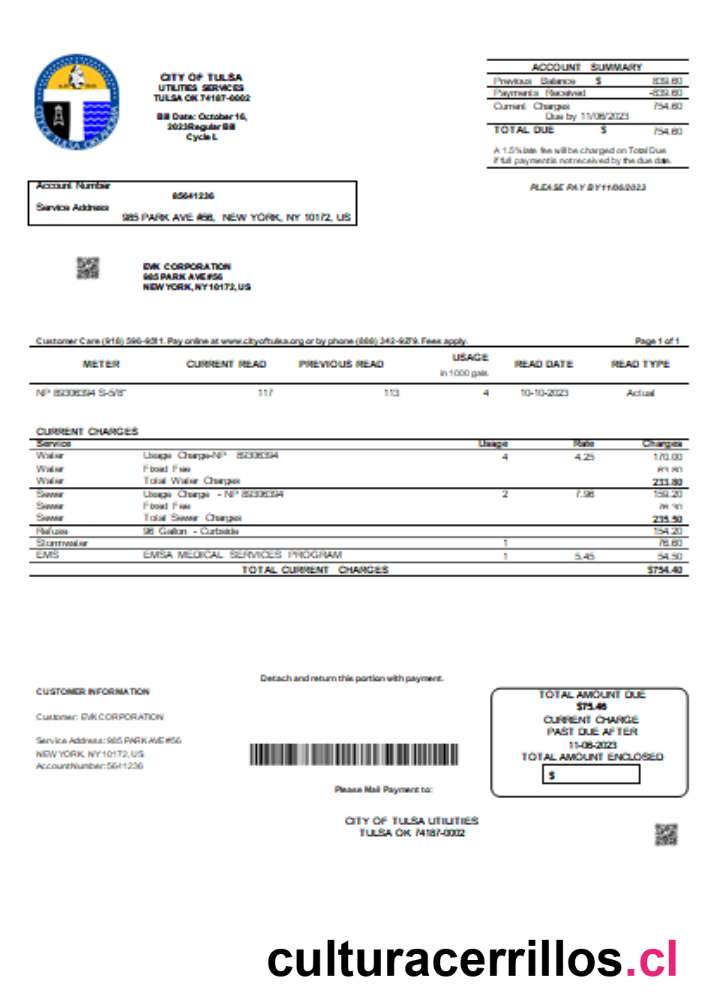 CITY OF TULSA
UTILITIES SERVICES
TULSA OK 74187-0002
Bill Date: October 16,
2023Regular Bill
Cycle L
ACCOUNT SUMMARY
Previous Balance $ 839.60
Payments Received -839.60
Current Charges 754.60
Due by 11/06/2023
TOTAL DUE $ 754.60
A 1.5% late fee will be charged on Total Due
if full payment is not received by the due date.
PLEASE PAY BY 11/06/2023
Account Number
85641236
Service Address
985 PARK AVE #56, NEW YORK, NY 10172, US
EVK CORPORATION
985 PARK AVE #56
NEW YORK, NY 10172, US
Customer Care (918) 596-9511. Pay online at www.cityoftulsa.org or by phone (888) 342-9279. Fees apply. Page 1 of 1
METER CURRENT READ PREVIOUS READ USAGE READ DATE READ TYPE
in 1000 gals
NP 89306394 S-5/8" 117 113 4 10-10-2023 Actual
CURRENT CHARGES
Service Usage Rate Charges
Water Usage Charge-NP 89306394 4 4.25 170.00
Water Fixed Fee 63.80
Water Total Water Charges 233.80
Sewer Usage Charge - NP 89306394 2 7.96 159.20
Sewer Fixed Fee 76.30
Sewer Total Sewer Charges 235.50
Refuse 96 Gallon - Curbside 154.20
Stormwater 1 76.60
EMS EMSA MEDICAL SERVICES PROGRAM 1 5.45 54.50
TOTAL CURRENT CHARGES $754.40
Detach and return this portion with payment.
CUSTOMER INFORMATION
Customer: EVK CORPORATION
Service Address: 985 PARK AVE #56
NEW YORK, NY 10172, US
Account Number: 5641236
TOTAL AMOUNT DUE
$75.46
CURRENT CHARGE
PAST DUE AFTER
11-06-2023
TOTAL AMOUNT ENCLOSED
$
Please Mail Payment to:
CITY OF TULSA UTILITIES
TULSA OK 74187-0002
culturacerrillos.cl